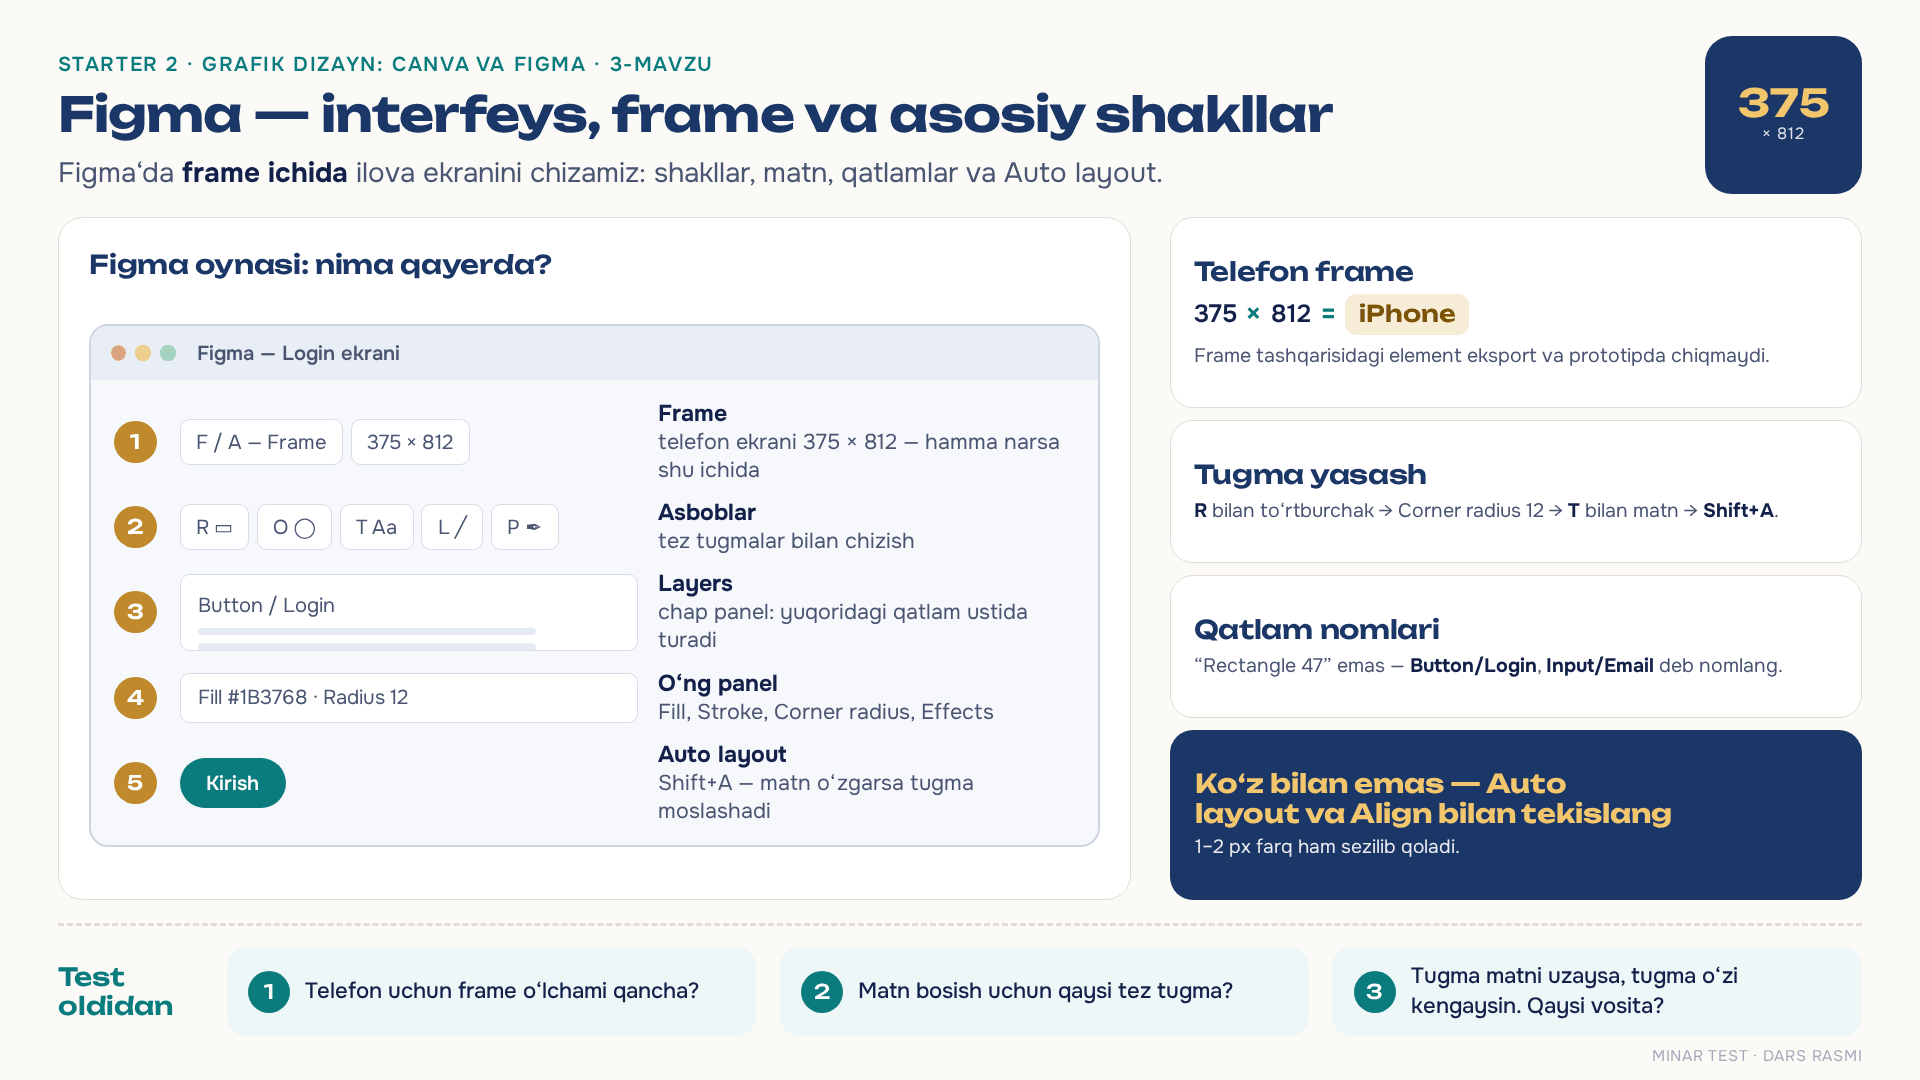 STARTER 2 · GRAFIK DIZAYN: CANVA VA FIGMA · 3-MAVZU
Figma — interfeys, frame va asosiy shakllar
Figma‘da frame ichida ilova ekranini chizamiz: shakllar, matn, qatlamlar va Auto layout.
375
× 812
Figma oynasi: nima qayerda?
Figma — Login ekrani
1
F / A — Frame
375 × 812
Frame
telefon ekrani 375 × 812 — hamma narsa
shu ichida
2
R ▭
O ◯
T Aa
L ╱
P ✒
Asboblar
tez tugmalar bilan chizish
3
Button / Login
Layers
chap panel: yuqoridagi qatlam ustida
turadi
4
Fill #1B3768 · Radius 12
O‘ng panel
Fill, Stroke, Corner radius, Effects
5
Kirish
Auto layout
Shift+A — matn o‘zgarsa tugma
moslashadi
Telefon frame
375 × 812 = iPhone
Frame tashqarisidagi element eksport va prototipda chiqmaydi.
Tugma yasash
R bilan to‘rtburchak → Corner radius 12 → T bilan matn → Shift+A.
Qatlam nomlari
“Rectangle 47” emas — Button/Login, Input/Email deb nomlang.
Ko‘z bilan emas — Auto
layout va Align bilan tekislang
1–2 px farq ham sezilib qoladi.
Test
oldidan
1
Telefon uchun frame o‘lchami qancha?
2
Matn bosish uchun qaysi tez tugma?
3
Tugma matni uzaysa, tugma o‘zi
kengaysin. Qaysi vosita?
MINAR TEST · DARS RASMI